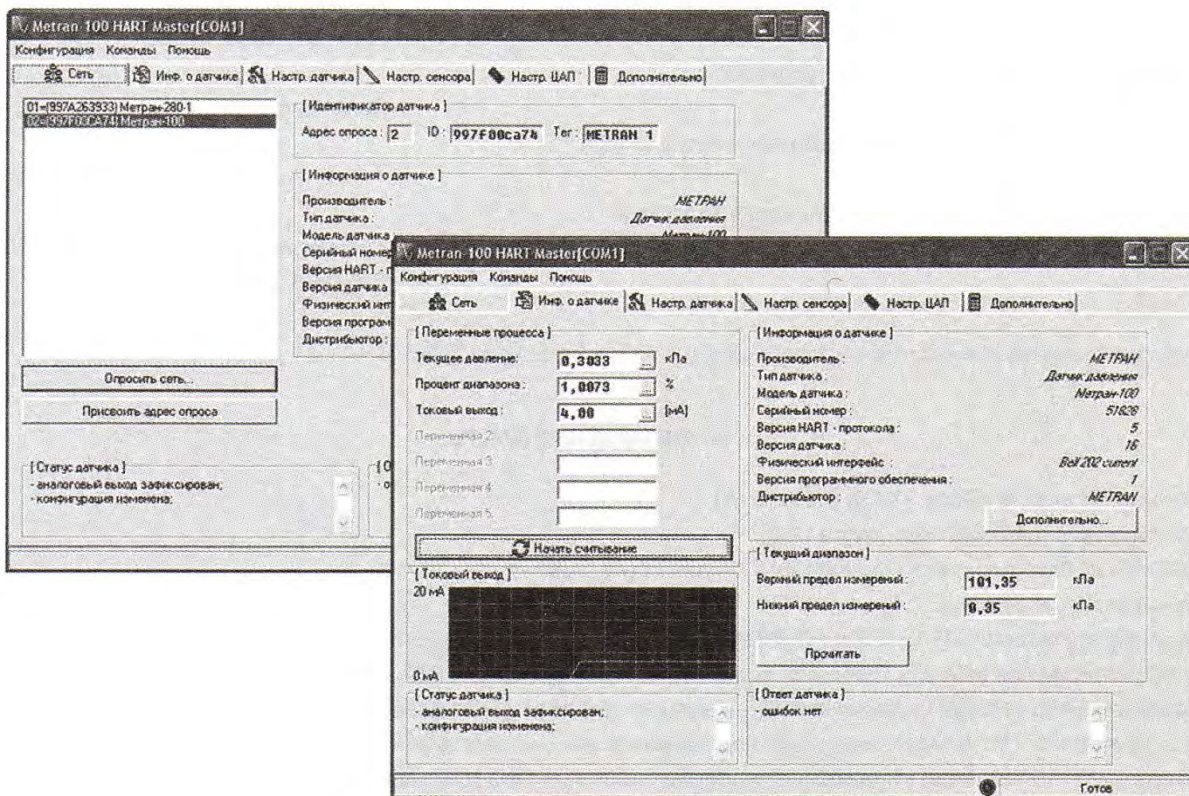 Metran-100 HART Master[COM1]
Конфигурация Команды Помощь
Сеть Инф. о датчике Настр. датчика Настр. сенсора Настр. ЦАП Дополнительно
01=(997A263933) Метран-280-1
02=(997F00CA74) Метран-100
[ Идентификатор датчика ]
Адрес опроса : 2 ID : 997F00ca74 Тег : METRAN 1
[ Информация о датчике ]
Производитель : МЕТРАН
Тип датчика : Датчик давления
Модель датчика Метран-100
Серийный номер
Версия HART - п
Версия датчика
Физический инт
Версия програм
Дистрибьютор :
Опросить сеть...
Присвоить адрес опроса
[ Статус датчика ]
- аналоговый выход зафиксирован;
- конфигурация изменена;
Metran-100 HART Master[COM1]
Конфигурация Команды Помощь
Сеть Инф. о датчике Настр. датчика Настр. сенсора Настр. ЦАП Дополнительно
[ Переменные процесса ]
Текущее давление: 0,3033 ... кПа
Процент диапазона : 1,0073 ... %
Токовый выход : 4,00 ... [мА]
Переменная 2:
Переменная 3:
Переменная 4:
Переменная 5:
Начать считывание
[ Токовый выход ]
20 мА
0 мА
[ Статус датчика ]
- аналоговый выход зафиксирован;
- конфигурация изменена;
[ Информация о датчике ]
Производитель : МЕТРАН
Тип датчика : Датчик давления
Модель датчика : Метран-100
Серийный номер : 51828
Версия HART - протокола : 5
Версия датчика : 16
Физический интерфейс : Bell 202 current
Версия программного обеспечения : 1
Дистрибьютор : МЕТРАН
Дополнительно...
[ Текущий диапазон ]
Верхний предел измерений : 101,35 кПа
Нижний предел измерений : 0,35 кПа
Прочитать
[ Ответ датчика ]
- ошибок нет
Готов